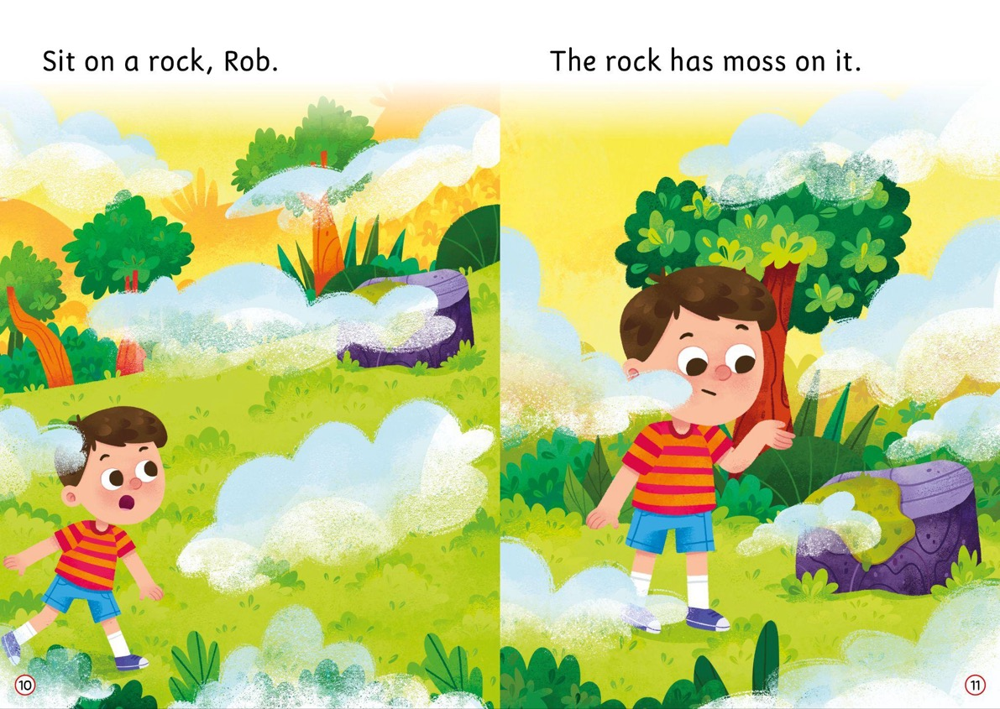 Sit on a rock, Rob.
The rock has moss on it.
10
11